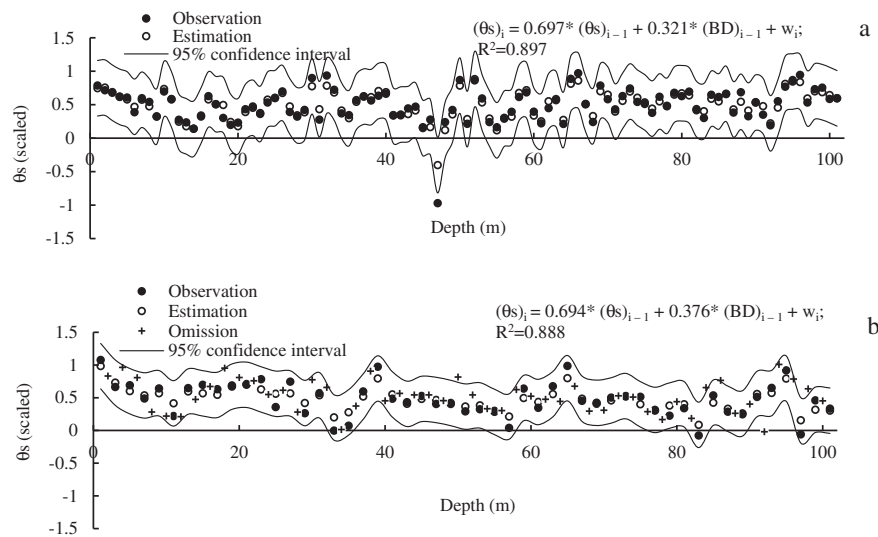 Observation
Estimation
95% confidence interval
(θs)i = 0.697* (θs)i – 1 + 0.321* (BD)i – 1 + wi;
R²=0.897
a
1.5
1
0.5
0
-0.5
-1
-1.5
0 20 40 60 80 100
θs (scaled)
Depth (m)
Observation
Estimation
Omission
95% confidence interval
(θs)i = 0.694* (θs)i – 1 + 0.376* (BD)i – 1 + wi;
R²=0.888
b
1.5
1
0.5
0
-0.5
-1
-1.5
0 20 40 60 80 100
θs (scaled)
Depth (m)